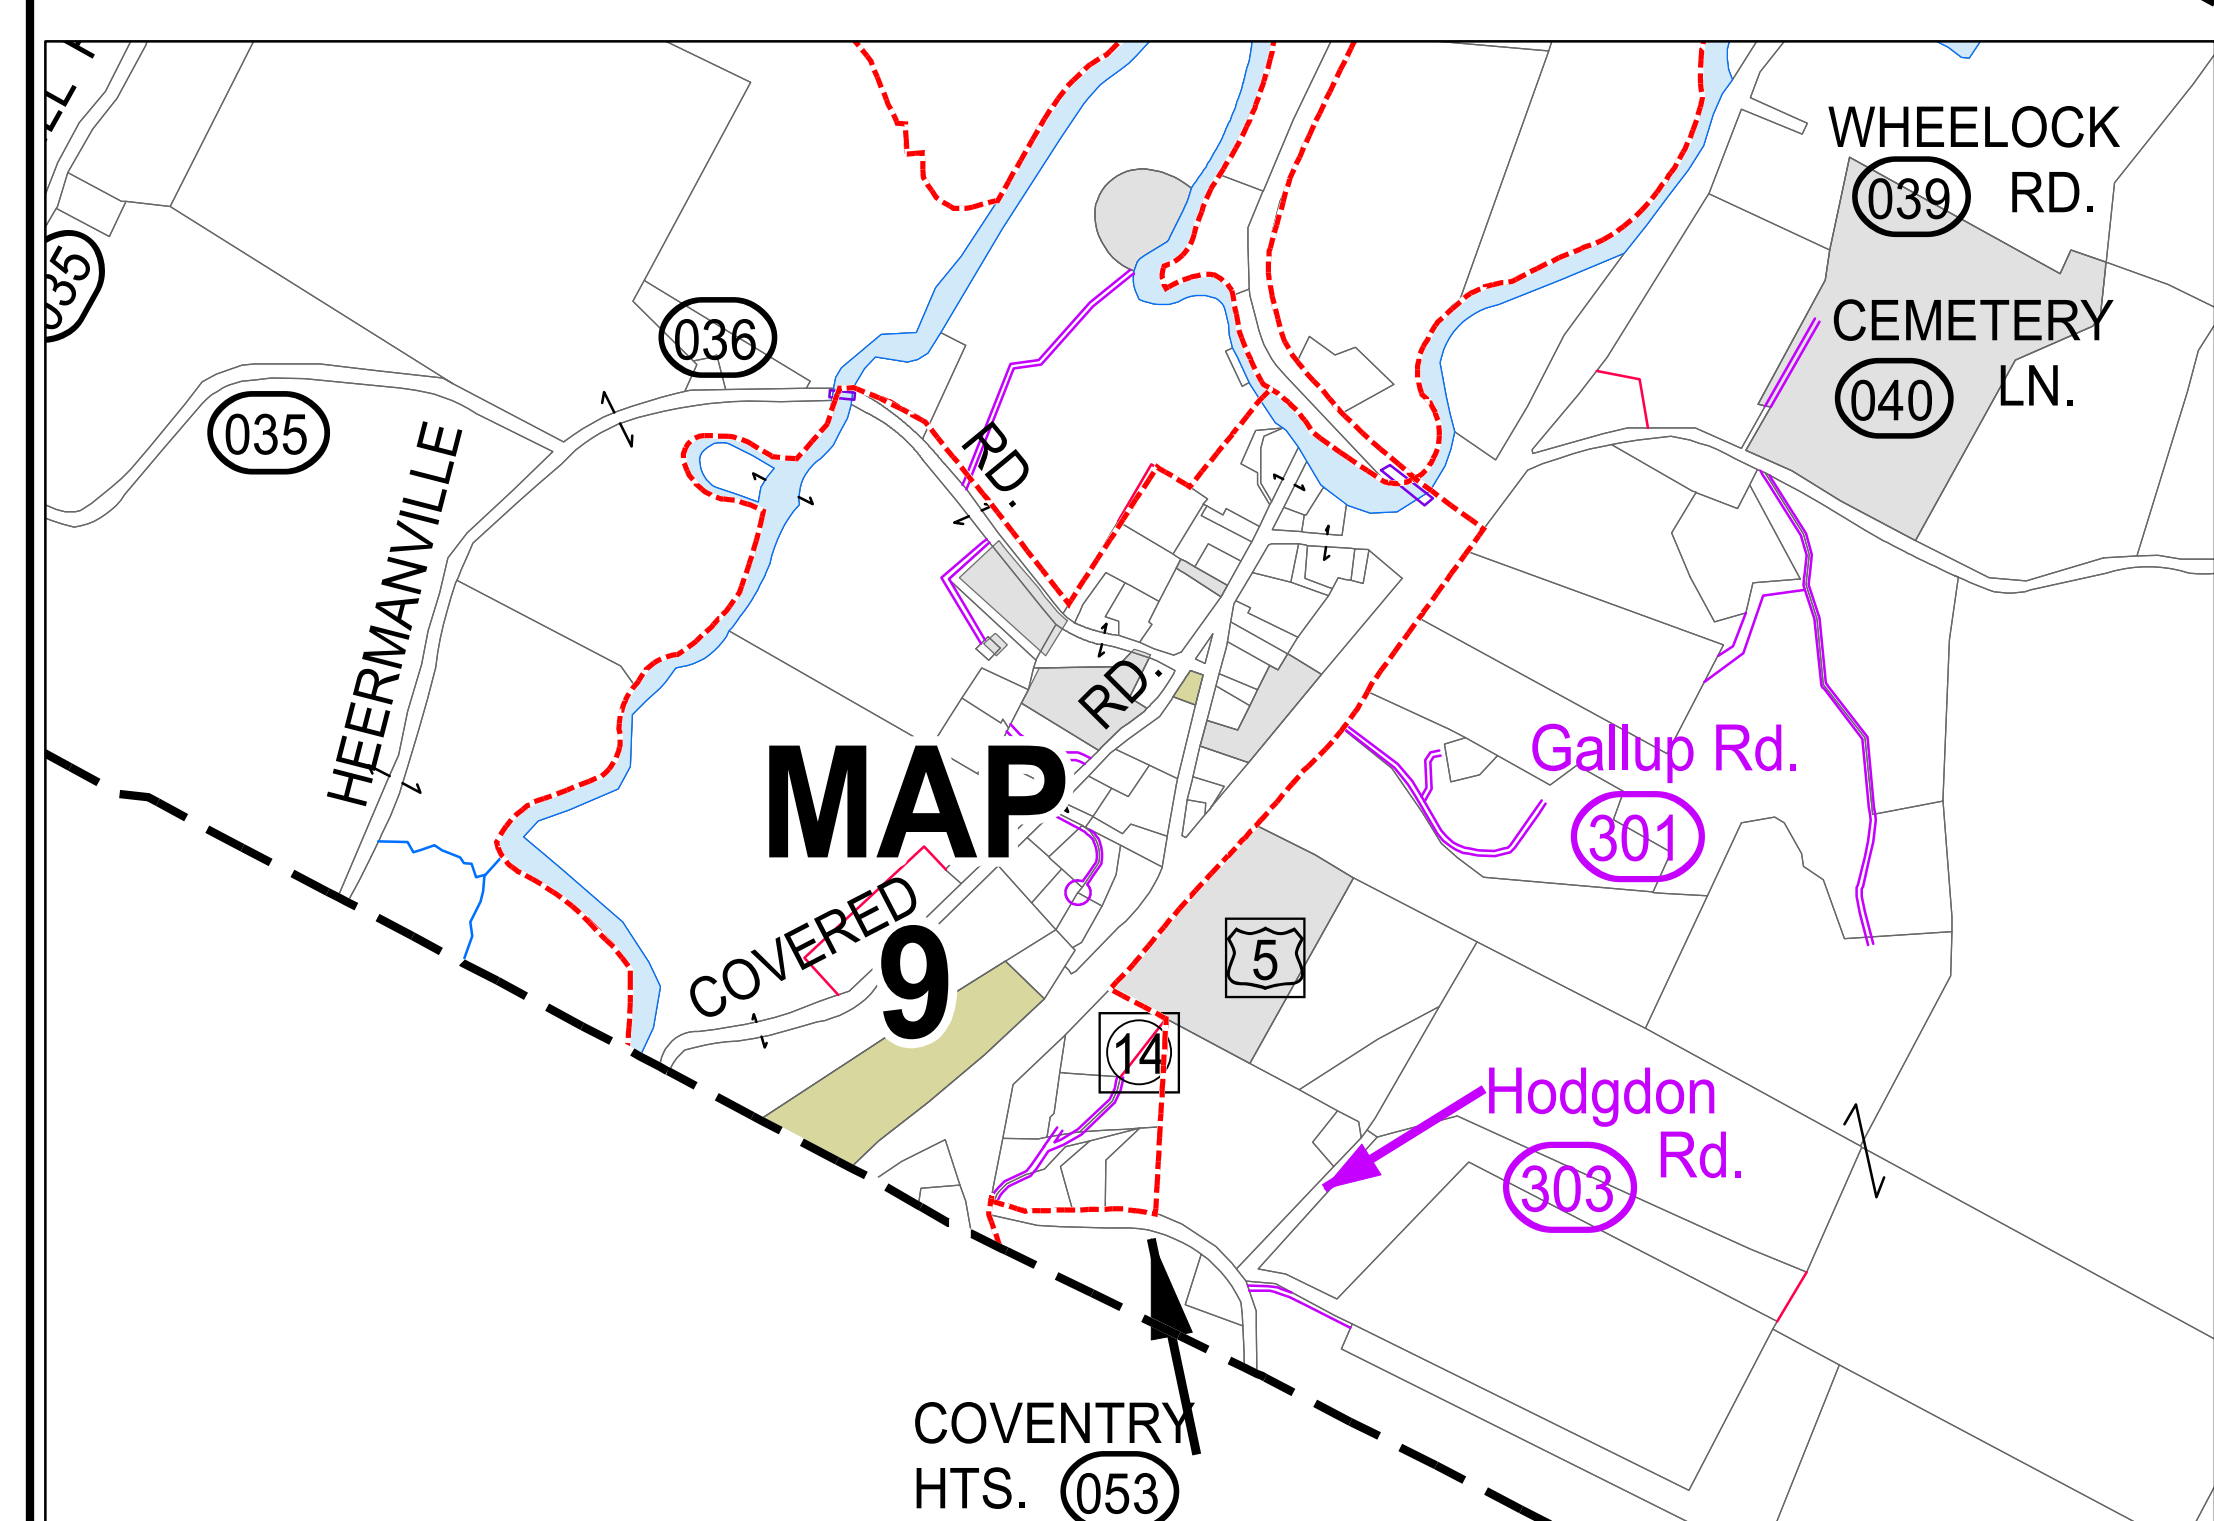 WHEELOCK
039 RD.
035
036
CEMETERY
040 LN.
035
HEERMANVILLE
RD.
RD.
MAP
9
Gallup Rd.
301
COVERED
5
14
Hodgdon
Rd.
303
COVENTRY
HTS. 053